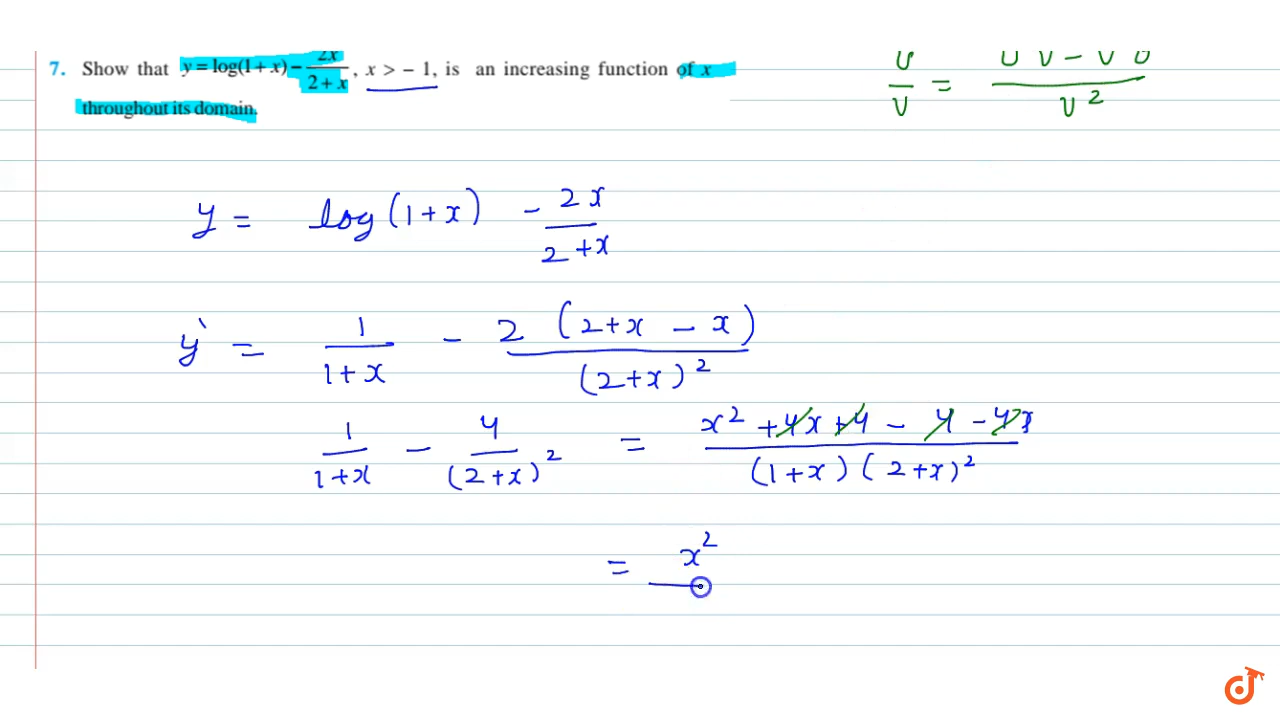 7. Show that y = log(1 + x) − 2x/2 + x, x > − 1, is an increasing function of x
throughout its domain.
U/V = U V − V U/V²
y = log (1 + x) − 2x/2 + x
y' = 1/1 + x − 2 (2 + x − x)/(2 + x)²
1/1 + x − 4/(2 + x)² = x² + 4x + 4 − 4 − 4x/(1 + x) (2 + x)²
= x²